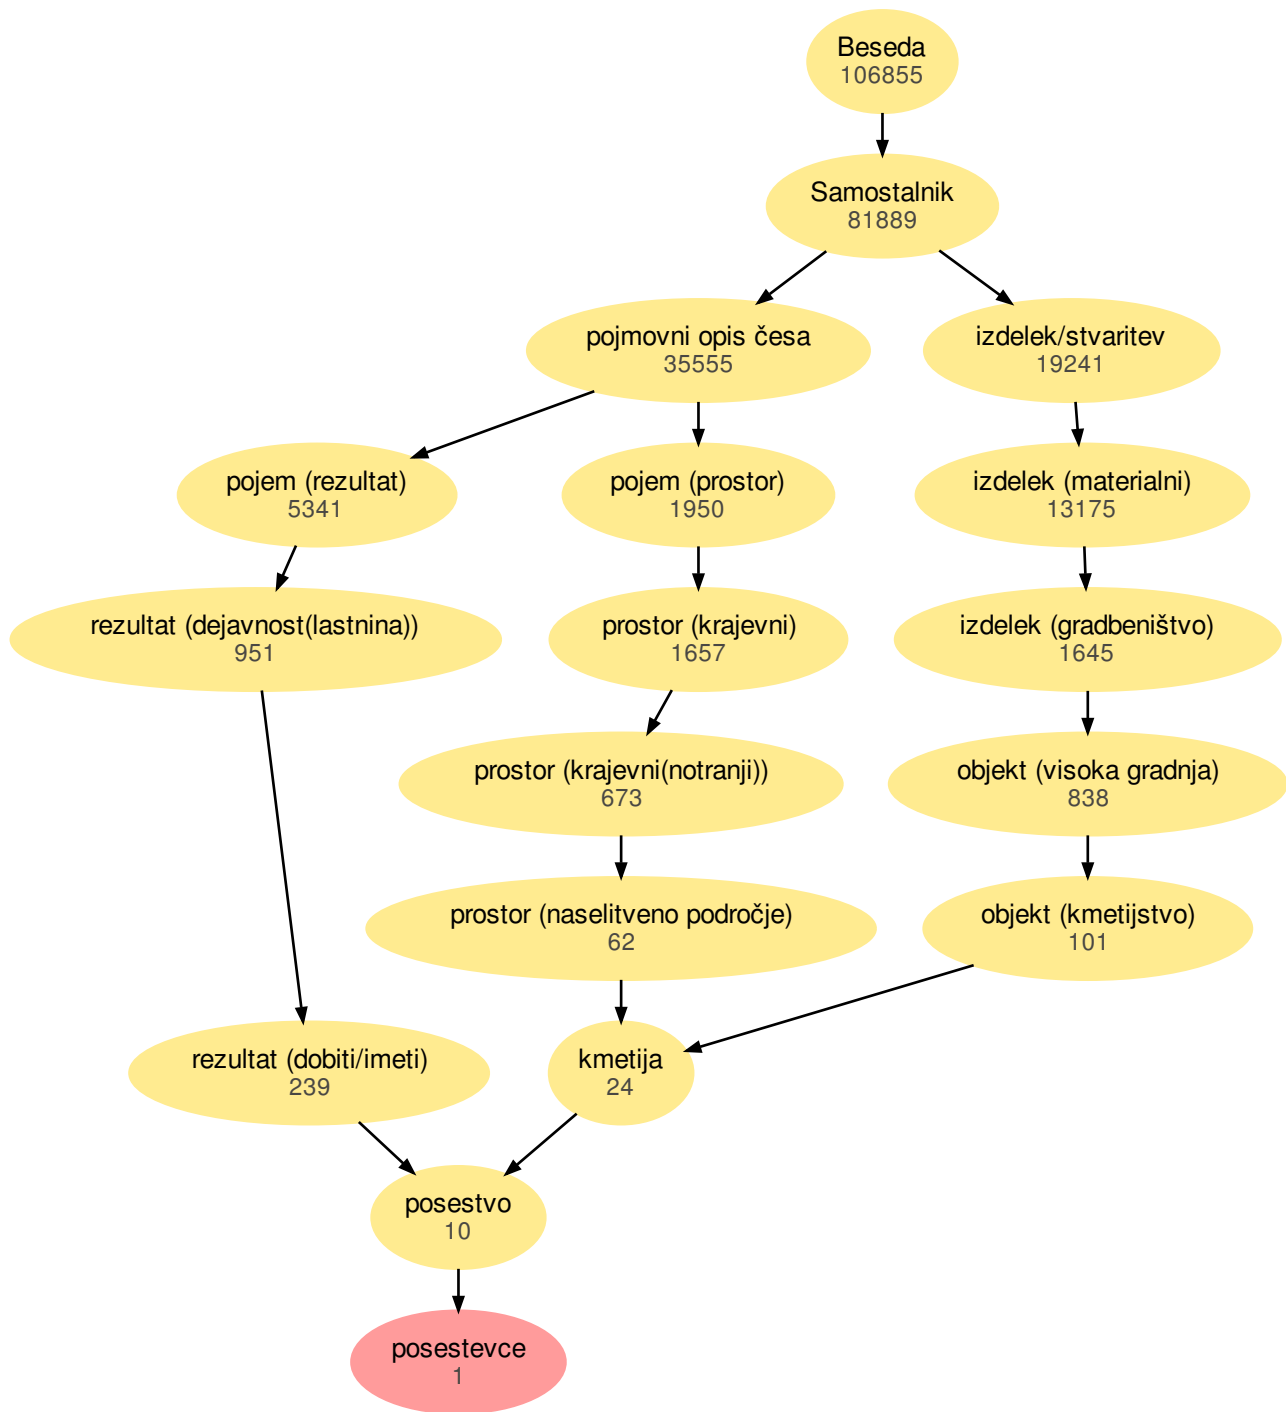 Beseda
106855
Samostalnik
81889
pojmovni opis česa
35555
izdelek/stvaritev
19241
pojem (rezultat)
5341
pojem (prostor)
1950
izdelek (materialni)
13175
rezultat (dejavnost(lastnina))
951
prostor (krajevni)
1657
izdelek (gradbeništvo)
1645
prostor (krajevni(notranji))
673
objekt (visoka gradnja)
838
prostor (naselitveno področje)
62
objekt (kmetijstvo)
101
rezultat (dobiti/imeti)
239
kmetija
24
posestvo
10
posestevce
1